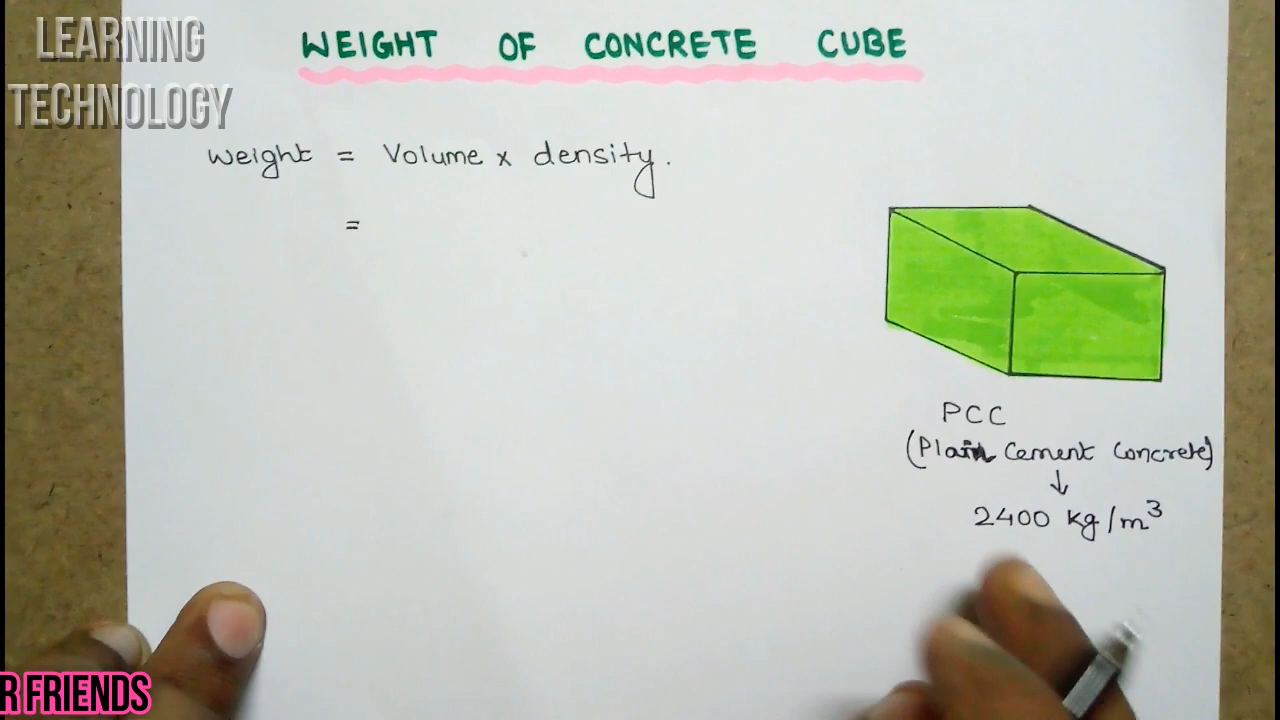 LEARNING
TECHNOLOGY
WEIGHT OF CONCRETE CUBE
Weight = Volume x density.
=
PCC
(Plain Cement Concrete)
↓
2400 kg/m³
R FRIENDS